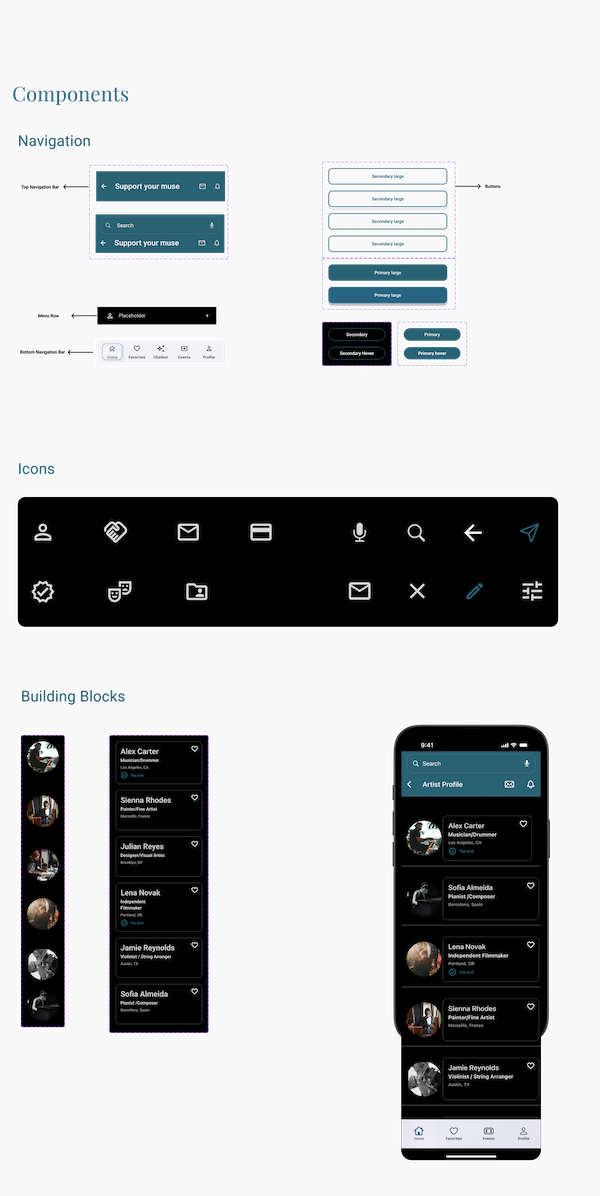 Components
Navigation
Top Navigation Bar
Support your muse
Search
Support your muse
Menu Row
Placeholder
Bottom Navigation Bar
Home
Favorites
Chatbot
Events
Profile
Secondary large
Secondary large
Secondary large
Secondary large
Buttons
Primary large
Primary large
Secondary
Secondary Hover
Primary
Primary hover
Icons
Building Blocks
Alex Carter
Musician/Drummer
Los Angeles, CA
Top pick
Sienna Rhodes
Painter/Fine Artist
Marseille, France
Julian Reyes
Designer/Visual Artist
Brooklyn, NY
Lena Novak
Independent
Filmmaker
Portland, OR
Top pick
Jamie Reynolds
Violinist / String Arranger
Austin, TX
Sofia Almeida
Pianist /Composer
Barcelona, Spain
9:41
Search
Artist Profile
Alex Carter
Musician/Drummer
Los Angeles, CA
Top pick
Sofia Almeida
Pianist /Composer
Barcelona, Spain
Lena Novak
Independent Filmmaker
Portland, OR
Top pick
Sienna Rhodes
Painter/Fine Artist
Marseille, France
Jamie Reynolds
Violinist / String Arranger
Austin, TX
Home
Favorites
Events
Profile